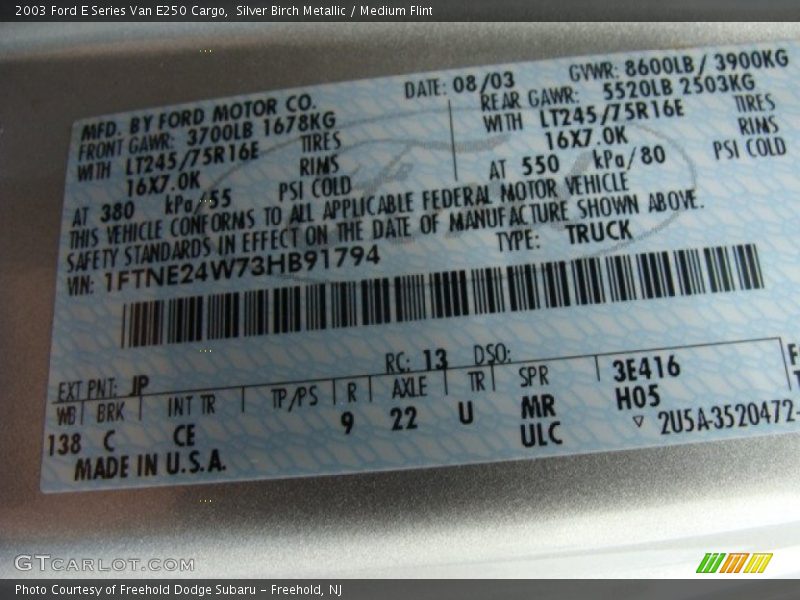 2003 Ford E Series Van E250 Cargo,  Silver Birch Metallic / Medium Flint
MFD. BY FORD MOTOR CO.
DATE: 08/03
GVWR: 8600LB / 3900KG
FRONT GAWR: 3700LB 1678KG
REAR GAWR: 5520LB 2503KG
WITH LT245/75R16E TIRES
WITH LT245/75R16E TIRES
16X7.0K RIMS
16X7.0K RIMS
AT 380 kPa/55 PSI COLD
AT 550 kPa/80 PSI COLD
THIS VEHICLE CONFORMS TO ALL APPLICABLE FEDERAL MOTOR VEHICLE
SAFETY STANDARDS IN EFFECT ON THE DATE OF MANUFACTURE SHOWN ABOVE.
VIN: 1FTNE24W73HB91794
TYPE: TRUCK
EXT PNT: JP
RC: 13 DSO:
WB BRK INT TR TP/PS R AXLE TR SPR
3E416
138 C CE 9 22 U MR
H05
ULC
▽ 2U5A-3520472-
MADE IN U.S.A.
GTCARLOT.COM
Photo Courtesy of Freehold Dodge Subaru – Freehold, NJ